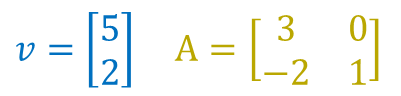 v = [5 2] A = [3 0 -2 1]